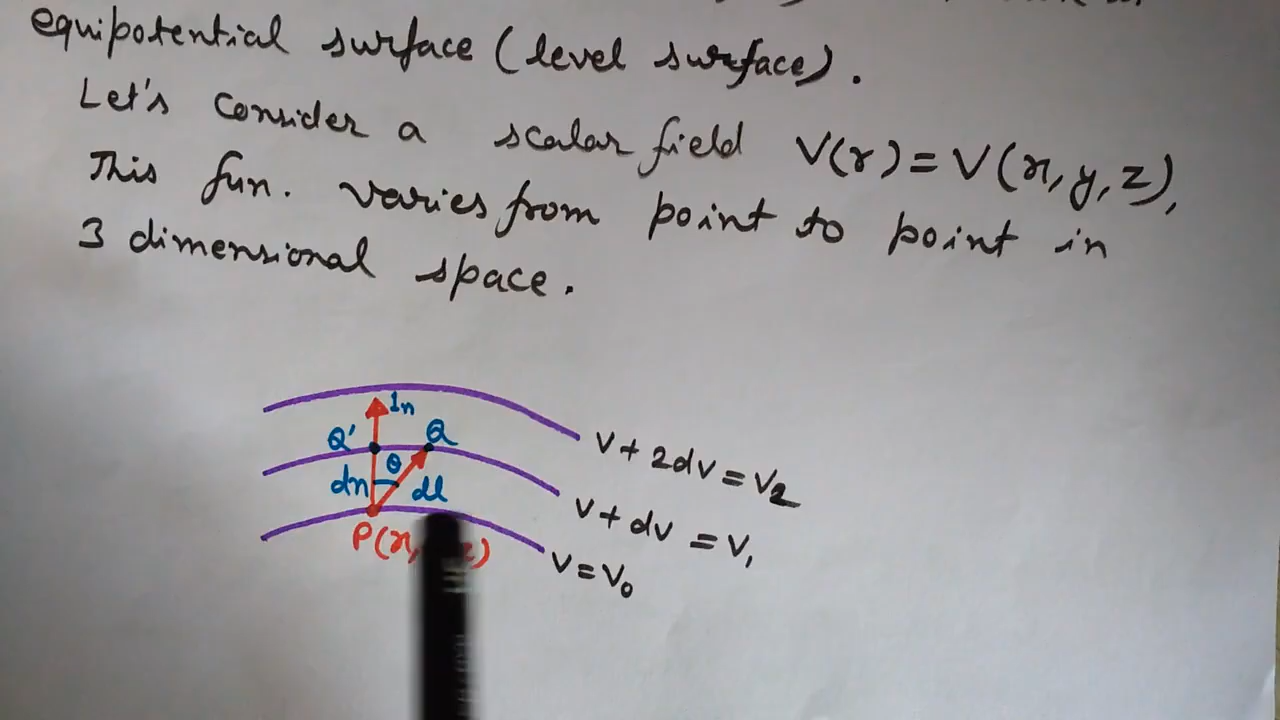 equipotential surface (level surface).
Let's consider a scalar field V(r) = V(x, y, z),
This fun. varies from point to point in
3 dimensional space.
1n
Q' Q
θ
dn dl
P(x, z)
V + 2dv = V2
V + dv = V1
V = V0